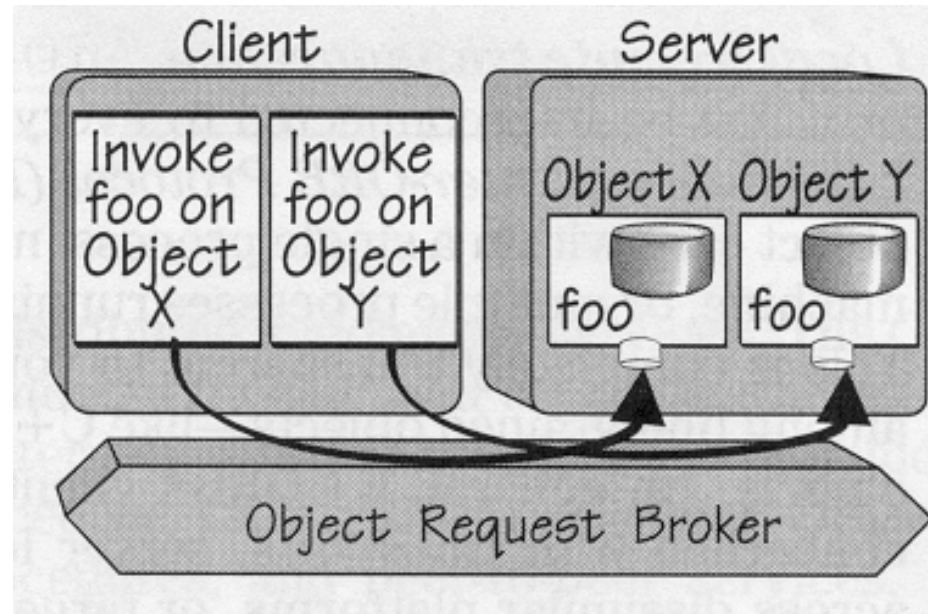 Client
Server
Invoke
foo on
Object
X
Invoke
foo on
Object
Y
Object X
Object Y
foo
foo
Object Request Broker